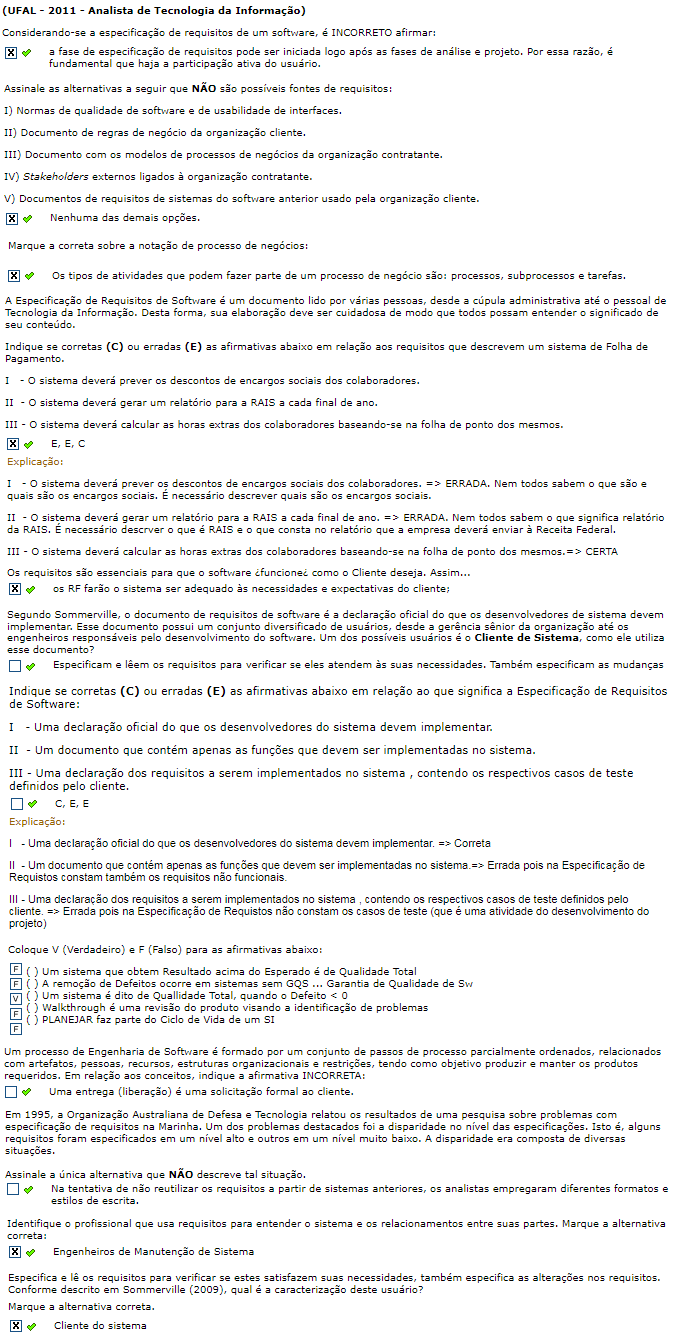 (UFAL - 2011 - Analista de Tecnologia da Informação)
Considerando-se a especificação de requisitos de um software, é INCORRETO afirmar:
X a fase de especificação de requisitos pode ser iniciada logo após as fases de análise e projeto. Por essa razão, é
fundamental que haja a participação ativa do usuário.
Assinale as alternativas a seguir que NÃO são possíveis fontes de requisitos:
I) Normas de qualidade de software e de usabilidade de interfaces.
II) Documento de regras de negócio da organização cliente.
III) Documento com os modelos de processos de negócios da organização contratante.
IV) Stakeholders externos ligados à organização contratante.
V) Documentos de requisitos de sistemas do software anterior usado pela organização cliente.
X Nenhuma das demais opções.
Marque a correta sobre a notação de processo de negócios:
X Os tipos de atividades que podem fazer parte de um processo de negócio são: processos, subprocessos e tarefas.
A Especificação de Requisitos de Software é um documento lido por várias pessoas, desde a cúpula administrativa até o pessoal de
Tecnologia da Informação. Desta forma, sua elaboração deve ser cuidadosa de modo que todos possam entender o significado de
seu conteúdo.
Indique se corretas (C) ou erradas (E) as afirmativas abaixo em relação aos requisitos que descrevem um sistema de Folha de
Pagamento.
I - O sistema deverá prever os descontos de encargos sociais dos colaboradores.
II - O sistema deverá gerar um relatório para a RAIS a cada final de ano.
III - O sistema deverá calcular as horas extras dos colaboradores baseando-se na folha de ponto dos mesmos.
X E, E, C
Explicação:
I - O sistema deverá prever os descontos de encargos sociais dos colaboradores. => ERRADA. Nem todos sabem o que são e
quais são os encargos sociais. É necessário descrever quais são os encargos sociais.
II - O sistema deverá gerar um relatório para a RAIS a cada final de ano. => ERRADA. Nem todos sabem o que significa relatório
da RAIS. É necessário descrver o que é RAIS e o que consta no relatório que a empresa deverá enviar à Receita Federal.
III - O sistema deverá calcular as horas extras dos colaboradores baseando-se na folha de ponto dos mesmos.=> CERTA
Os requisitos são essenciais para que o software ¿funcione¿ como o Cliente deseja. Assim...
X os RF farão o sistema ser adequado às necessidades e expectativas do cliente;
Segundo Sommerville, o documento de requisitos de software é a declaração oficial do que os desenvolvedores de sistema devem
implementar. Esse documento possui um conjunto diversificado de usuários, desde a gerência sênior da organização até os
engenheiros responsáveis pelo desenvolvimento do software. Um dos possíveis usuários é o Cliente de Sistema, como ele utiliza
esse documento?
Especificam e lêem os requisitos para verificar se eles atendem às suas necessidades. Também especificam as mudanças
Indique se corretas (C) ou erradas (E) as afirmativas abaixo em relação ao que significa a Especificação de Requisitos
de Software:
I - Uma declaração oficial do que os desenvolvedores do sistema devem implementar.
II - Um documento que contém apenas as funções que devem ser implementadas no sistema.
III - Uma declaração dos requisitos a serem implementados no sistema , contendo os respectivos casos de teste
definidos pelo cliente.
C, E, E
Explicação:
I - Uma declaração oficial do que os desenvolvedores do sistema devem implementar. => Correta
II - Um documento que contém apenas as funções que devem ser implementadas no sistema.=> Errada pois na Especificação de
Requistos constam também os requisitos não funcionais.
III - Uma declaração dos requisitos a serem implementados no sistema , contendo os respectivos casos de teste definidos pelo
cliente. => Errada pois na Especificação de Requistos não constam os casos de teste (que é uma atividade do desenvolvimento do
projeto)
Coloque V (Verdadeiro) e F (Falso) para as afirmativas abaixo:
F ( ) Um sistema que obtem Resultado acima do Esperado é de Qualidade Total
F ( ) A remoção de Defeitos ocorre em sistemas sem GQS ... Garantia de Qualidade de Sw
V ( ) Um sistema é dito de Quallidade Total, quando o Defeito < 0
F ( ) Walkthrough é uma revisão do produto visando a identificação de problemas
F ( ) PLANEJAR faz parte do Ciclo de Vida de um SI
Um processo de Engenharia de Software é formado por um conjunto de passos de processo parcialmente ordenados, relacionados
com artefatos, pessoas, recursos, estruturas organizacionais e restrições, tendo como objetivo produzir e manter os produtos
requeridos. Em relação aos conceitos, indique a afirmativa INCORRETA:
Uma entrega (liberação) é uma solicitação formal ao cliente.
Em 1995, a Organização Australiana de Defesa e Tecnologia relatou os resultados de uma pesquisa sobre problemas com
especificação de requisitos na Marinha. Um dos problemas destacados foi a disparidade no nível das especificações. Isto é, alguns
requisitos foram especificados em um nível alto e outros em um nível muito baixo. A disparidade era composta de diversas
situações.
Assinale a única alternativa que NÃO descreve tal situação.
Na tentativa de não reutilizar os requisitos a partir de sistemas anteriores, os analistas empregaram diferentes formatos e
estilos de escrita.
Identifique o profissional que usa requisitos para entender o sistema e os relacionamentos entre suas partes. Marque a alternativa
correta:
X Engenheiros de Manutenção de Sistema
Especifica e lê os requisitos para verificar se estes satisfazem suas necessidades, também especifica as alterações nos requisitos.
Conforme descrito em Sommerville (2009), qual é a caracterização deste usuário?
Marque a alternativa correta.
X Cliente do sistema